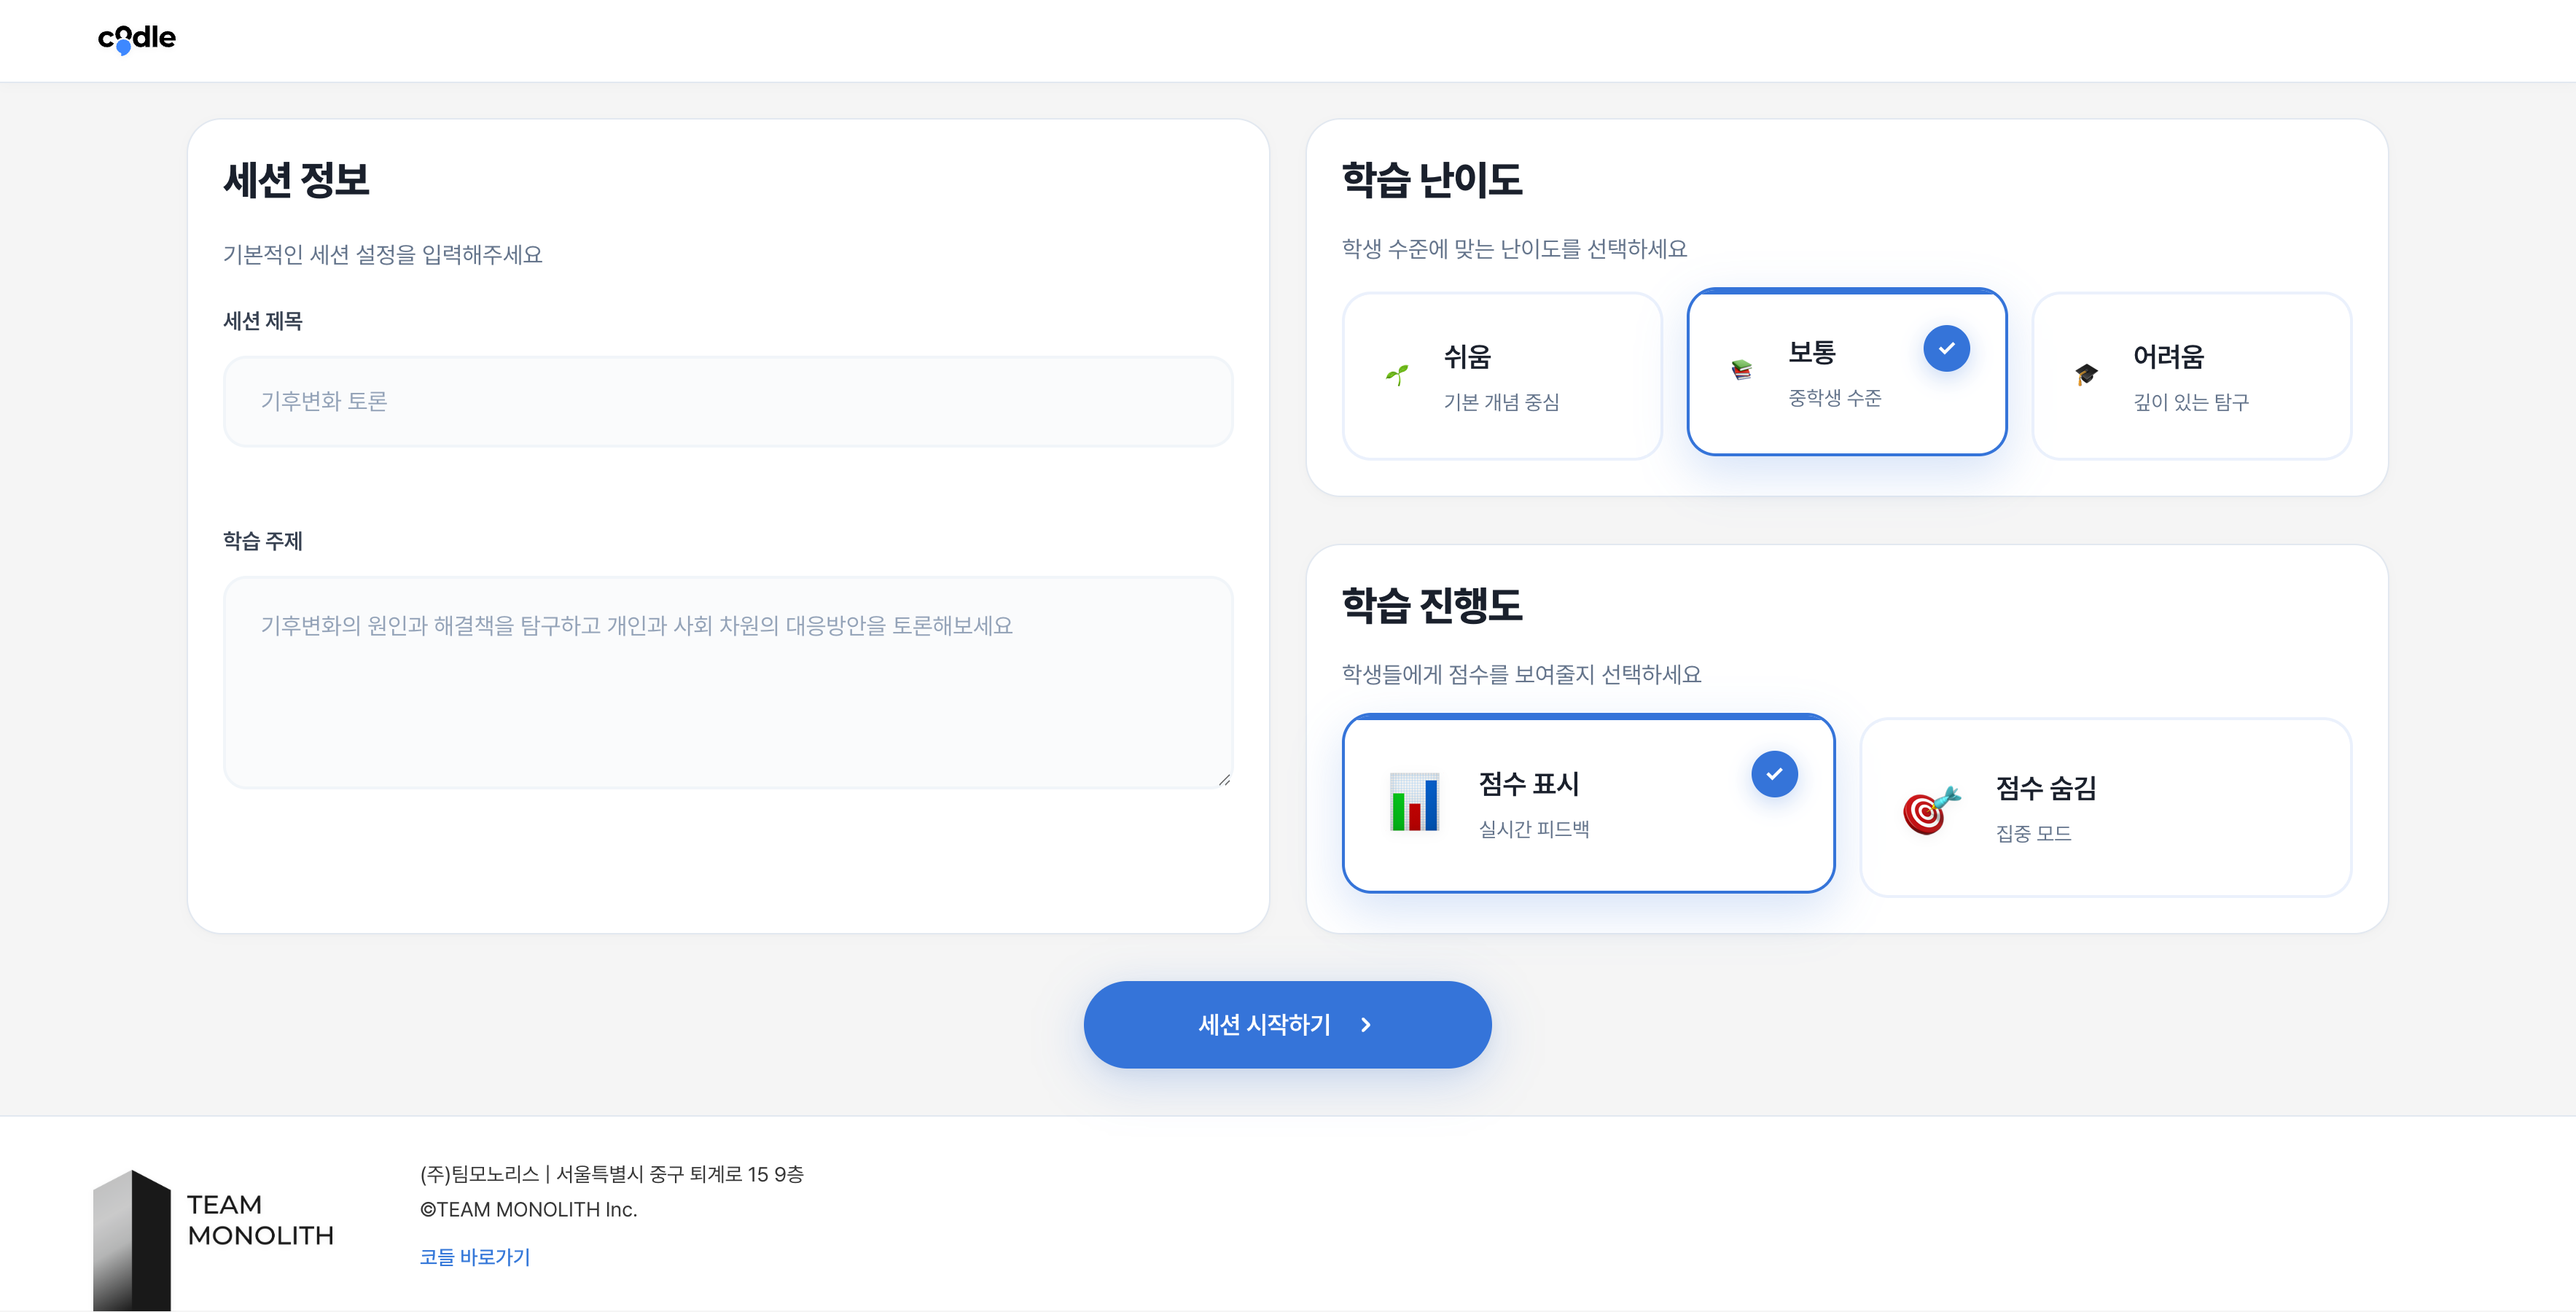 codle
세션 정보
기본적인 세션 설정을 입력해주세요
세션 제목
기후변화 토론
학습 주제
기후변화의 원인과 해결책을 탐구하고 개인과 사회 차원의 대응방안을 토론해보세요
학습 난이도
학생 수준에 맞는 난이도를 선택하세요
쉬움
기본 개념 중심
보통
중학생 수준
어려움
깊이 있는 탐구
학습 진행도
학생들에게 점수를 보여줄지 선택하세요
점수 표시
실시간 피드백
점수 숨김
집중 모드
세션 시작하기
TEAM
MONOLITH
(주)팀모노리스 | 서울특별시 중구 퇴계로 15 9층
©TEAM MONOLITH Inc.
코들 바로가기